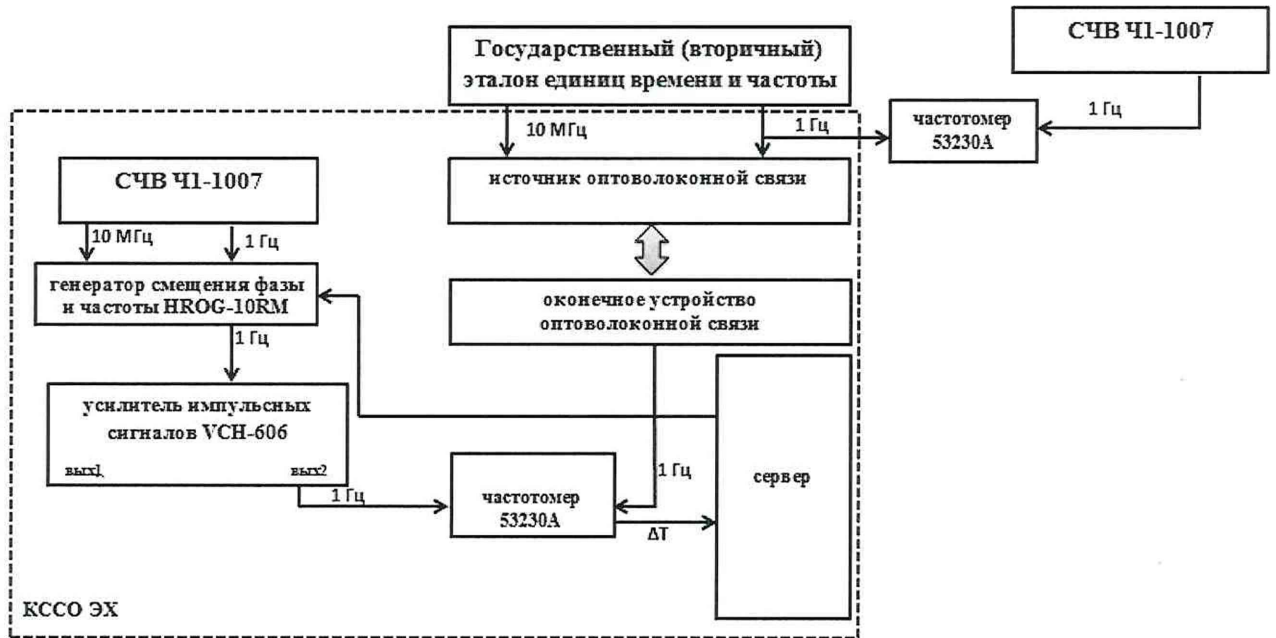 СЧВ Ч1-1007
Государственный (вторичный)
эталон единиц времени и частоты
10 МГц
1 Гц
частотомер
53230А
1 Гц
СЧВ Ч1-1007
источник оптоволоконной связи
10 МГц
1 Гц
генератор смещения фазы
и частоты HROG-10RM
оконечное устройство
оптоволоконной связи
1 Гц
усилитель импульсных
сигналов VCH-606
вых1
вых2
1 Гц
частотомер
53230А
1 Гц
ΔT
сервер
КССО ЭХ